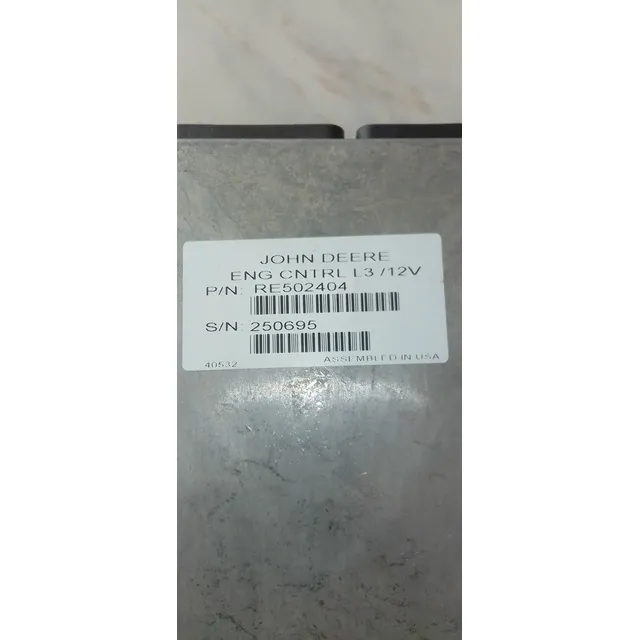 JOHN DEERE
ENG CNTRL L3 /12V
P/N: RE502404
S/N: 250695
40532 ASSEMBLED IN USA